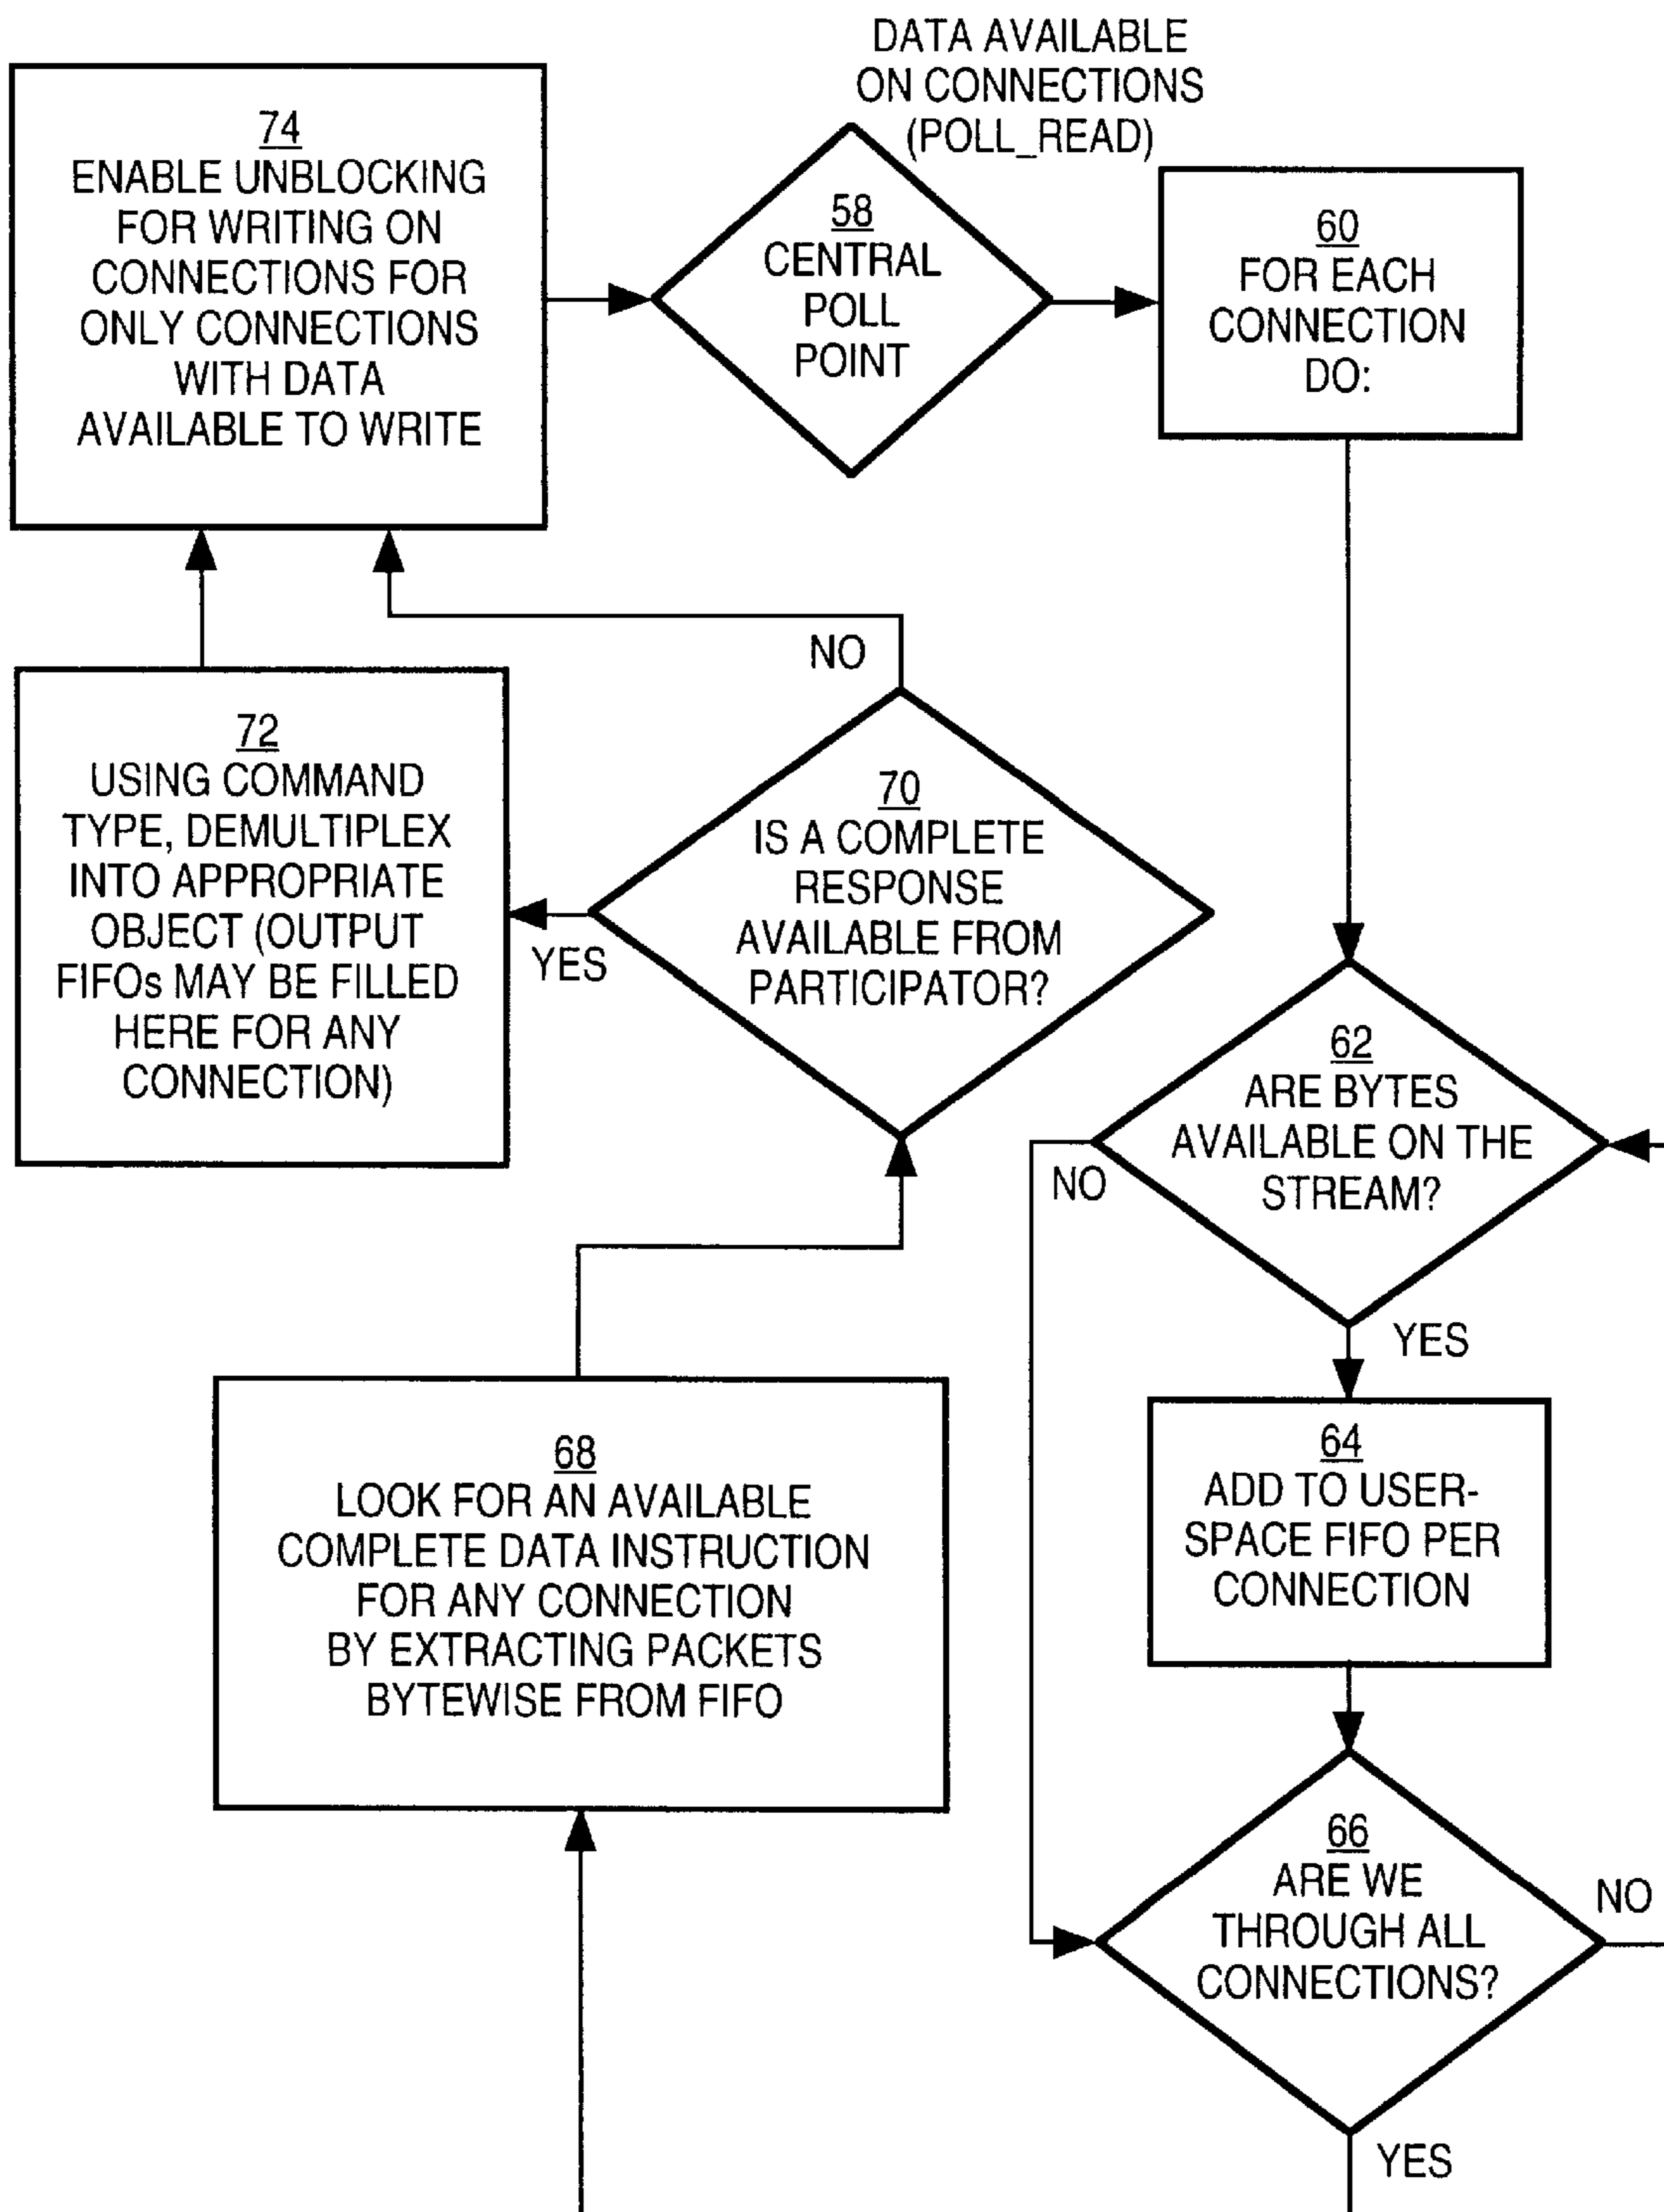 DATA AVAILABLE
ON CONNECTIONS
(POLL_READ)
74
ENABLE UNBLOCKING
FOR WRITING ON
CONNECTIONS FOR
ONLY CONNECTIONS
WITH DATA
AVAILABLE TO WRITE
58
CENTRAL
POLL
POINT
60
FOR EACH
CONNECTION
DO:
NO
72
USING COMMAND
TYPE, DEMULTIPLEX
INTO APPROPRIATE
OBJECT (OUTPUT
FIFOs MAY BE FILLED
HERE FOR ANY
CONNECTION)
YES
70
IS A COMPLETE
RESPONSE
AVAILABLE FROM
PARTICIPATOR?
62
ARE BYTES
AVAILABLE ON THE
STREAM?
NO
YES
68
LOOK FOR AN AVAILABLE
COMPLETE DATA INSTRUCTION
FOR ANY CONNECTION
BY EXTRACTING PACKETS
BYTEWISE FROM FIFO
64
ADD TO USER-
SPACE FIFO PER
CONNECTION
66
ARE WE
THROUGH ALL
CONNECTIONS?
NO
YES